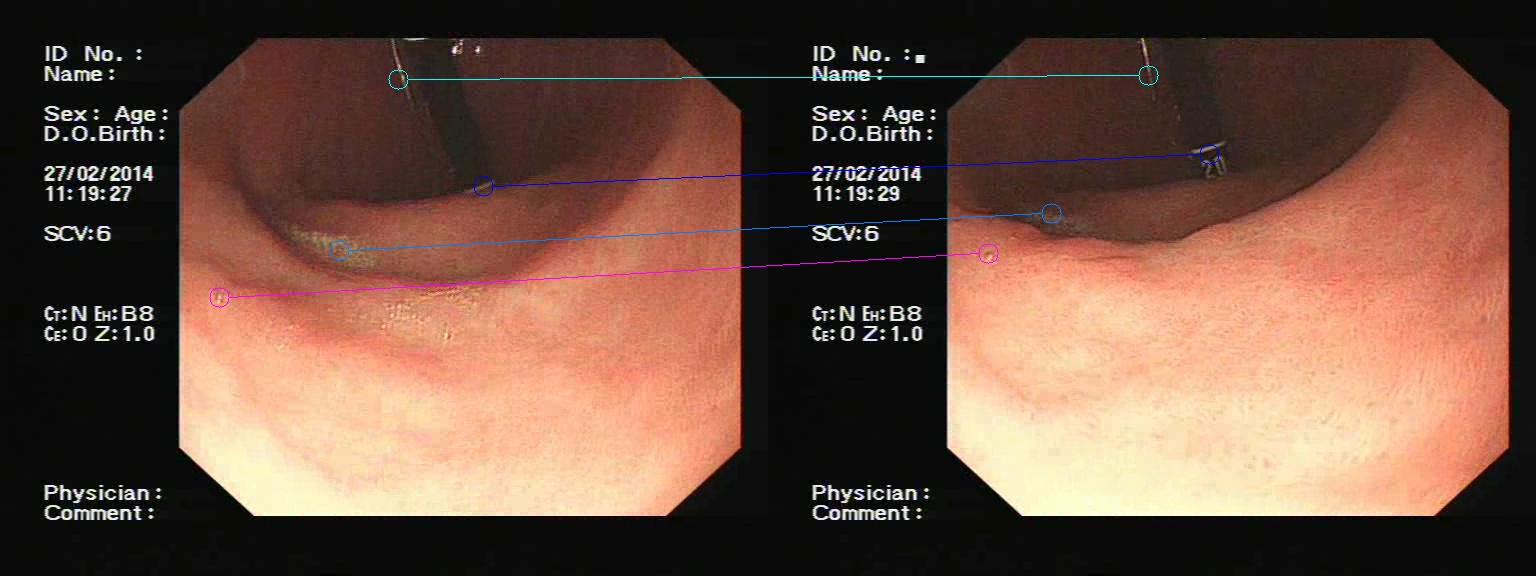 ID No. :
Name:
Sex: Age:
D.O.Birth:
27/02/2014
11:19:27
SCV:6
CT:N EH:B8
CE:0 Z:1.0
Physician:
Comment:
ID No. :
Name:
Sex: Age:
D.O.Birth:
27/02/2014
11:19:29
SCV:6
CT:N EH:B8
CE:0 Z:1.0
20
Physician:
Comment: